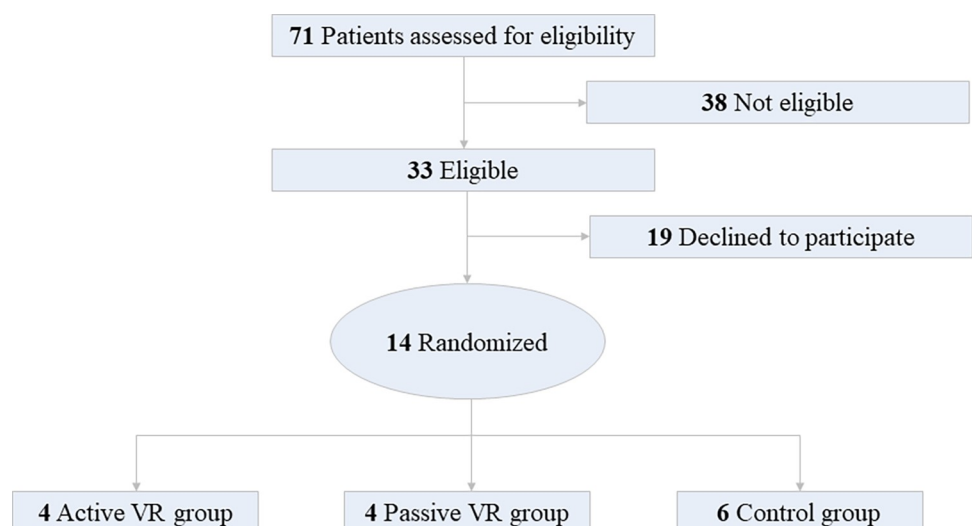 71 Patients assessed for eligibility
38 Not eligible
33 Eligible
19 Declined to participate
14 Randomized
4 Active VR group
4 Passive VR group
6 Control group